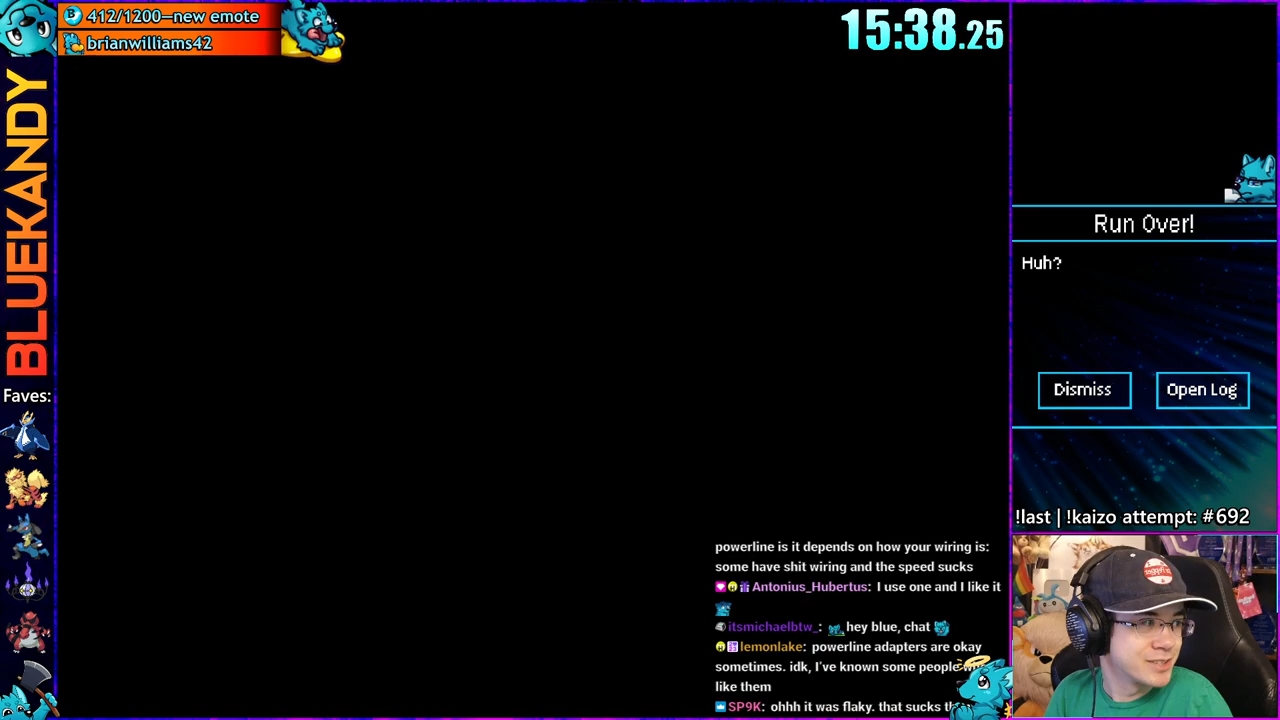 412/1200—new emote
brianwilliams42
15:38.25
BLUEKANDY
Faves:
Run Over!
Huh?
Dismiss
Open Log
!last | !kaizo attempt: #692
powerline is it depends on how your wiring is:
some have shit wiring and the speed sucks
Antonius_Hubertus: I use one and I like it
itsmichaelbtw_: hey blue, chat
lemonlake: powerline adapters are okay
sometimes. idk, I've known some people
like them
SP9K: ohhh it was flaky. that sucks